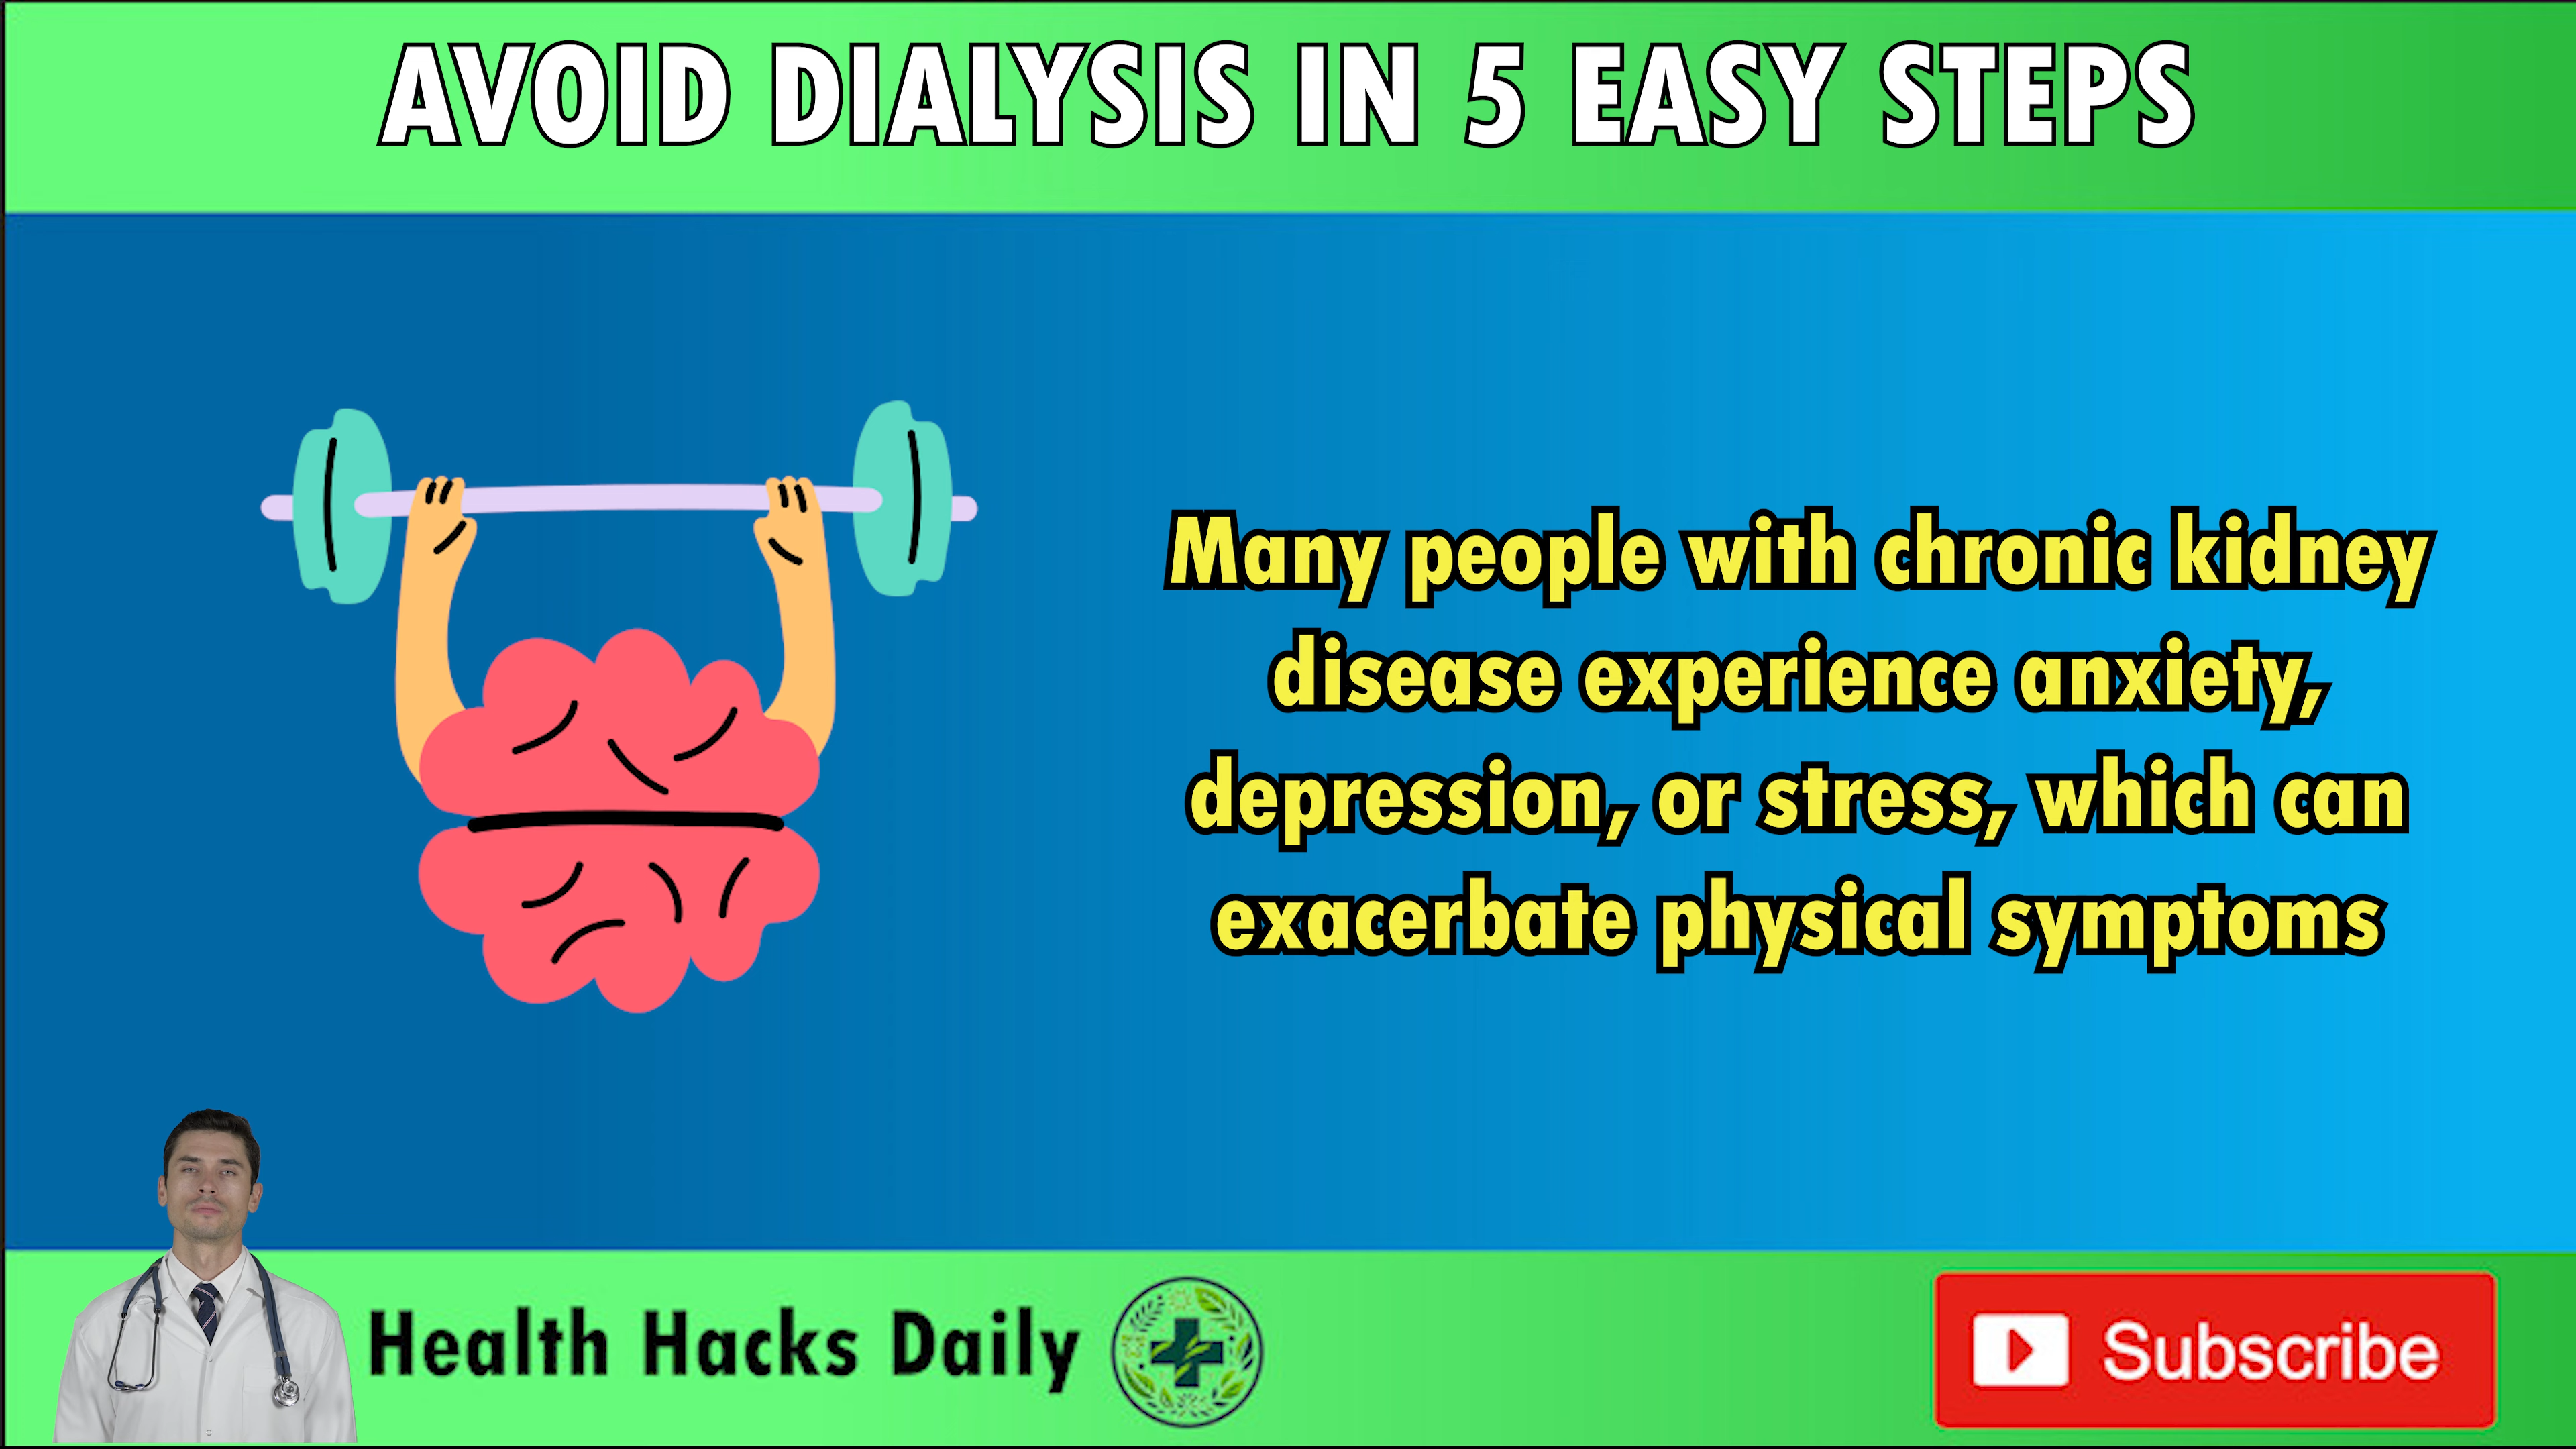 AVOID DIALYSIS IN 5 EASY STEPS
Many people with chronic kidney
disease experience anxiety,
depression, or stress, which can
exacerbate physical symptoms
Health Hacks Daily
Subscribe